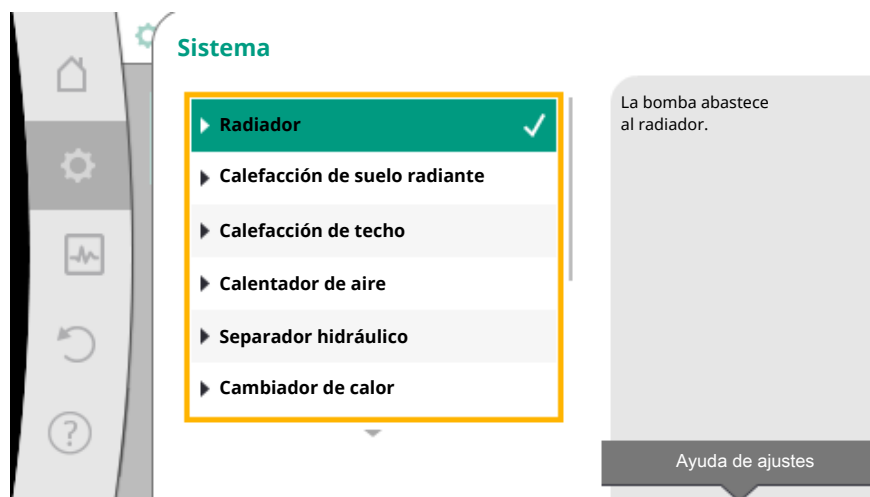 Sistema
Radiador
Calefacción de suelo radiante
Calefacción de techo
Calentador de aire
Separador hidráulico
Cambiador de calor
La bomba abastece
al radiador.
Ayuda de ajustes